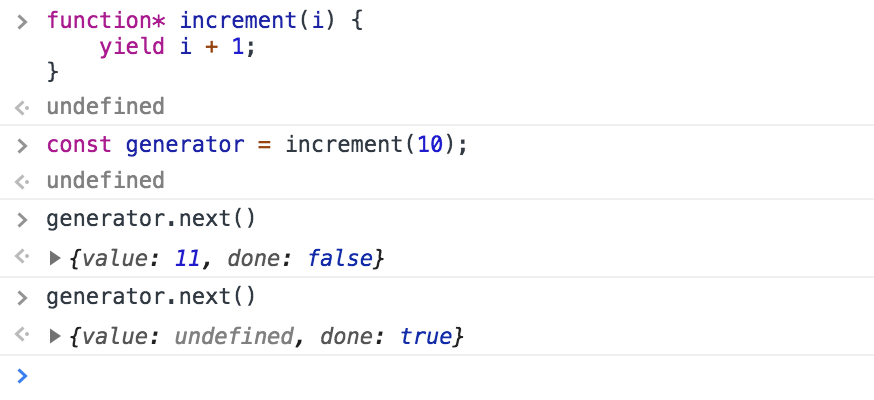 > function* increment(i) {
    yield i + 1;
}
<· undefined
> const generator = increment(10);
<· undefined
> generator.next()
<· ▶{value: 11, done: false}
> generator.next()
<· ▶{value: undefined, done: true}
>